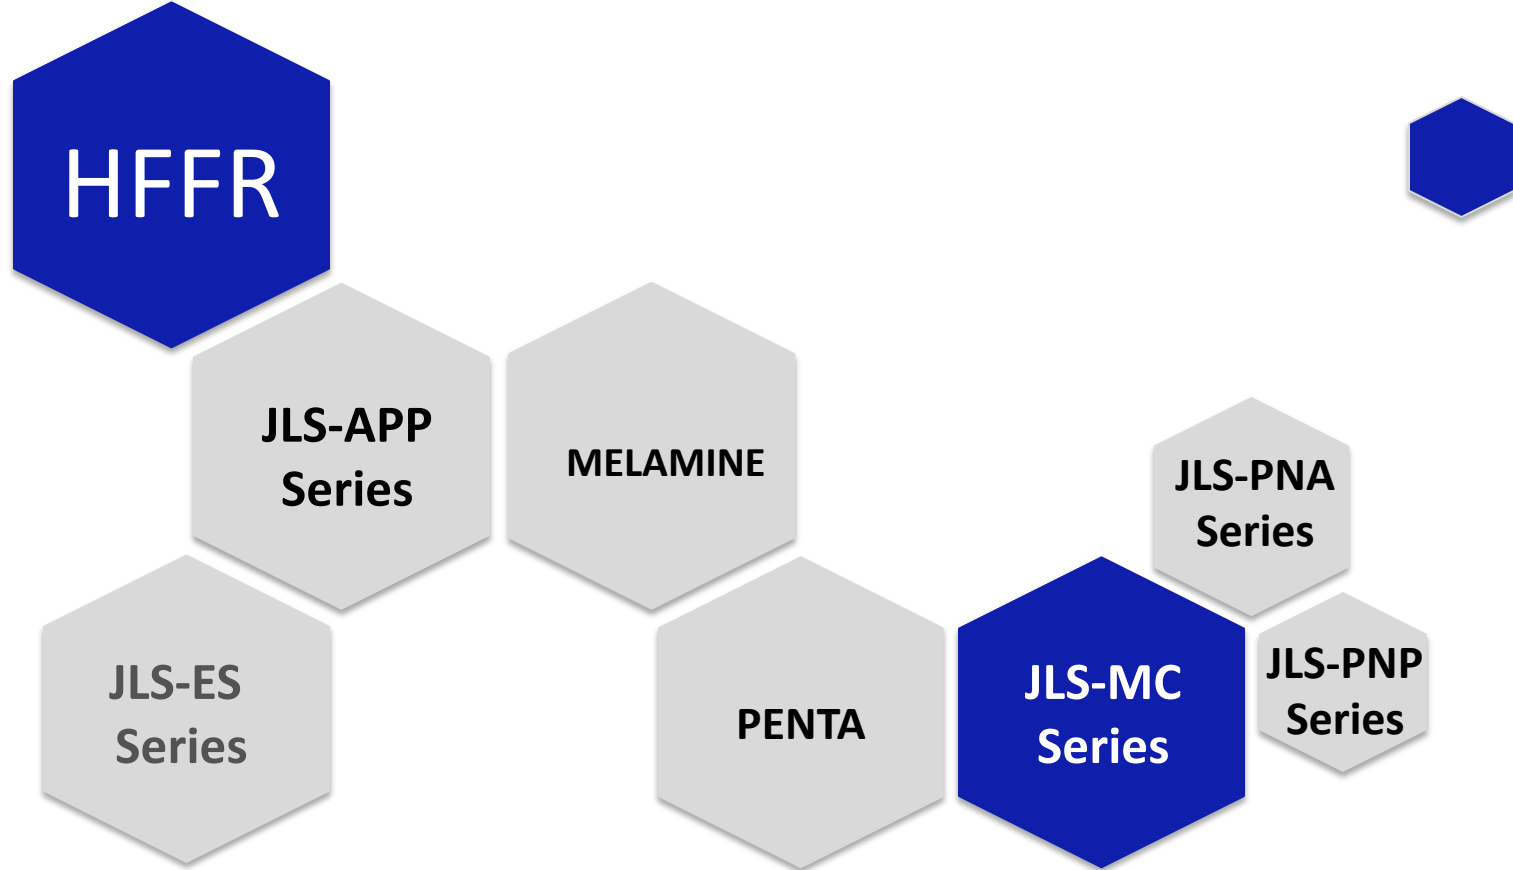 HFFR
JLS-APP
Series
MELAMINE
JLS-PNA
Series
JLS-ES
Series
PENTA
JLS-MC
Series
JLS-PNP
Series